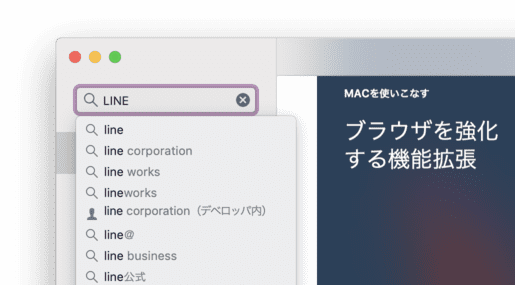 LINE
line
line corporation
line works
lineworks
line corporation（デベロッパ内）
line@
line business
line公式
MACを使いこなす
ブラウザを強化
する機能拡張